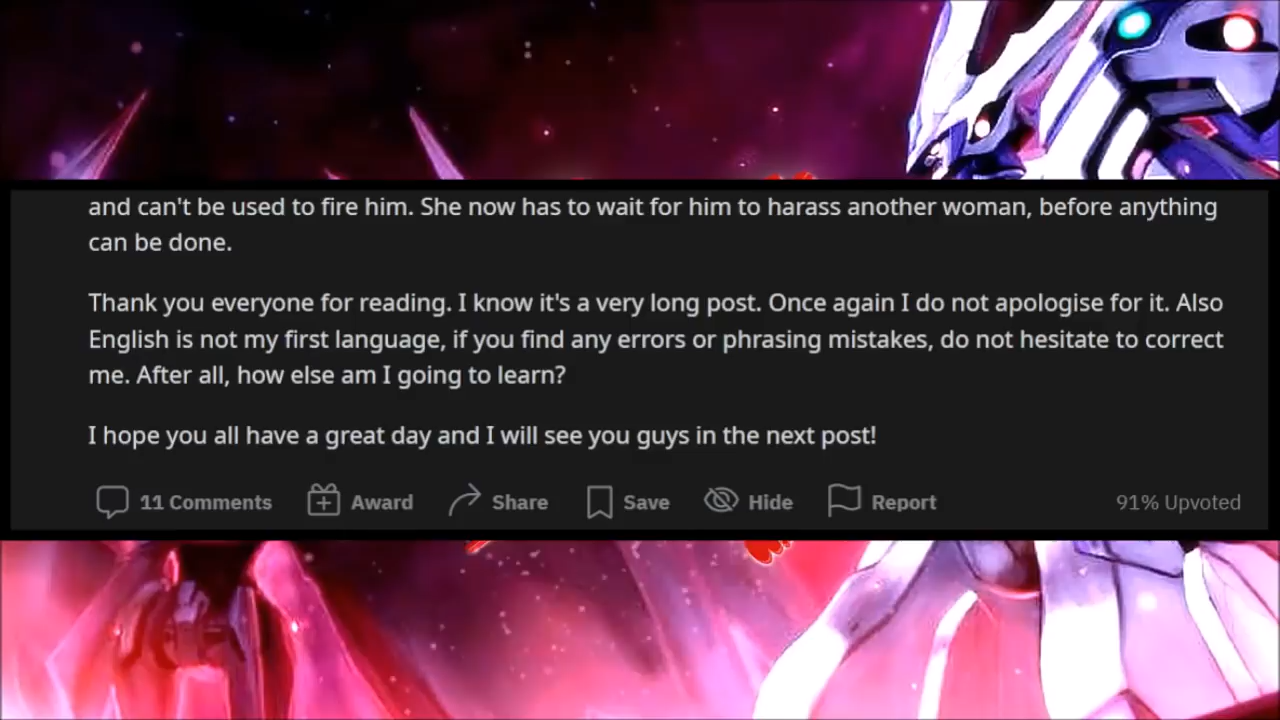 and can't be used to fire him. She now has to wait for him to harass another woman, before anything
can be done.
Thank you everyone for reading. I know it's a very long post. Once again I do not apologise for it. Also
English is not my first language, if you find any errors or phrasing mistakes, do not hesitate to correct
me. After all, how else am I going to learn?
I hope you all have a great day and I will see you guys in the next post!
11 Comments Award Share Save Hide Report 91% Upvoted